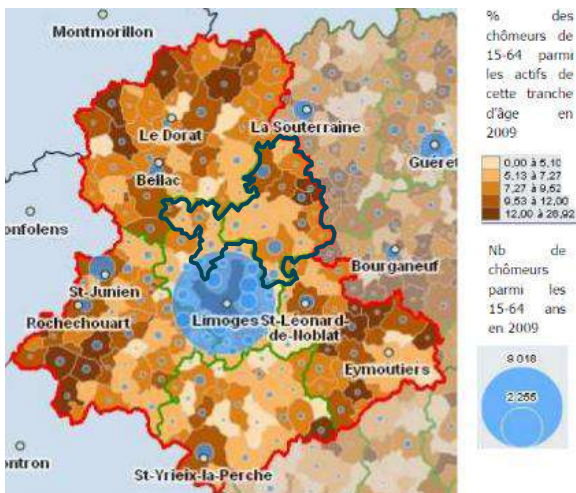 Montmorillon
Le Dorat
La Souterraine
Guéret
Bellac
onfolens
Bourganeuf
St-Junien
Rochechouart
Limoges
St-Léonard-
de-Noblat
Eymoutiers
ontron
St-Yrieix-la-Perche
% des
chômeurs de
15-64 parmi
les actifs de
cette tranche
d'âge en
2009
0,00 à 5,10
5,13 à 7,27
7,27 à 9,52
9,53 à 12,00
12,00 à 26,92
Nb de
chômeurs
parmi les
15-64 ans
en 2009
9 018
2 255